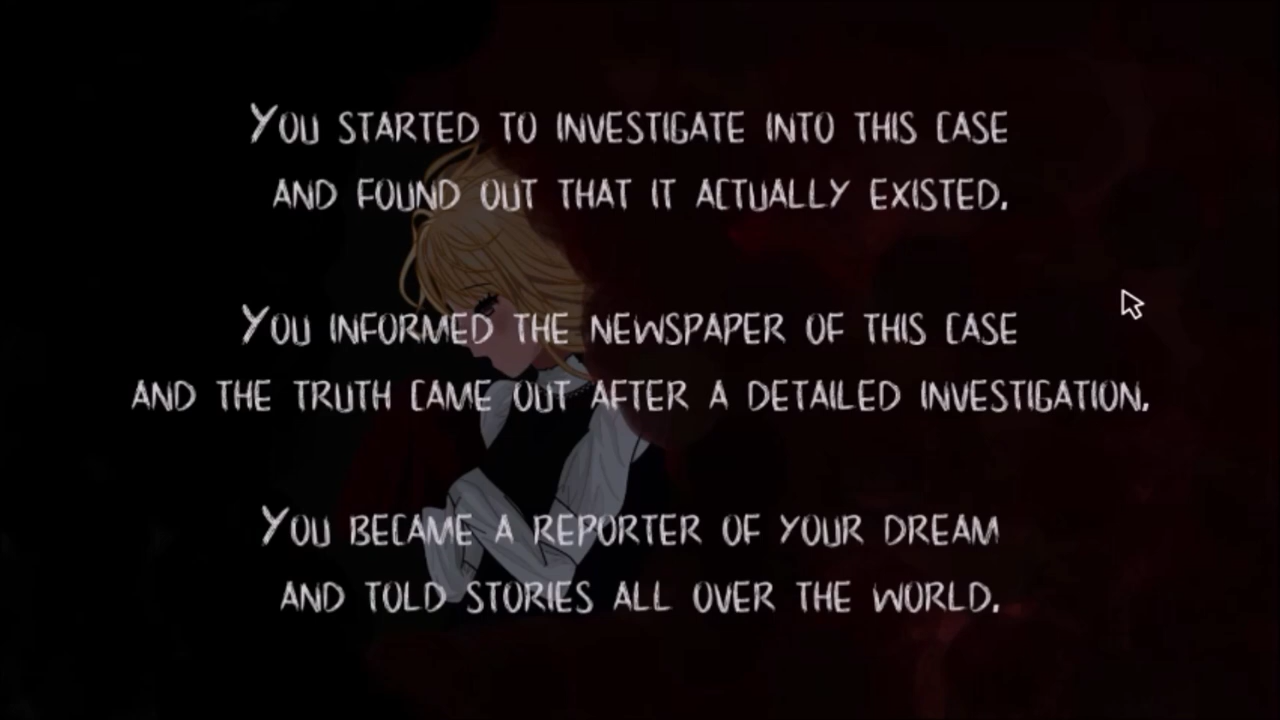 You started to investigate into this case
and found out that it actually existed.
You informed the newspaper of this case
and the truth came out after a detailed investigation.
You became a reporter of your dream
and told stories all over the world.